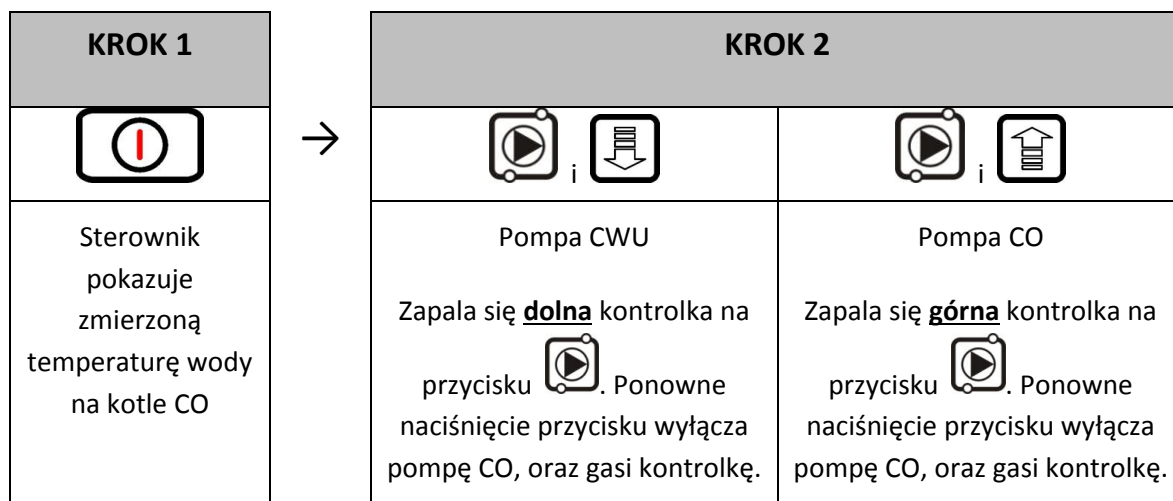 KROK 1
KROK 2
→
i
i
Sterownik
pokazuje
zmierzoną
temperaturę wody
na kotle CO
Pompa CWU
Zapala się dolna kontrolka na
przycisku . Ponowne
naciśnięcie przycisku wyłącza
pompę CO, oraz gasi kontrolkę.
Pompa CO
Zapala się górna kontrolka na
przycisku . Ponowne
naciśnięcie przycisku wyłącza
pompę CO, oraz gasi kontrolkę.